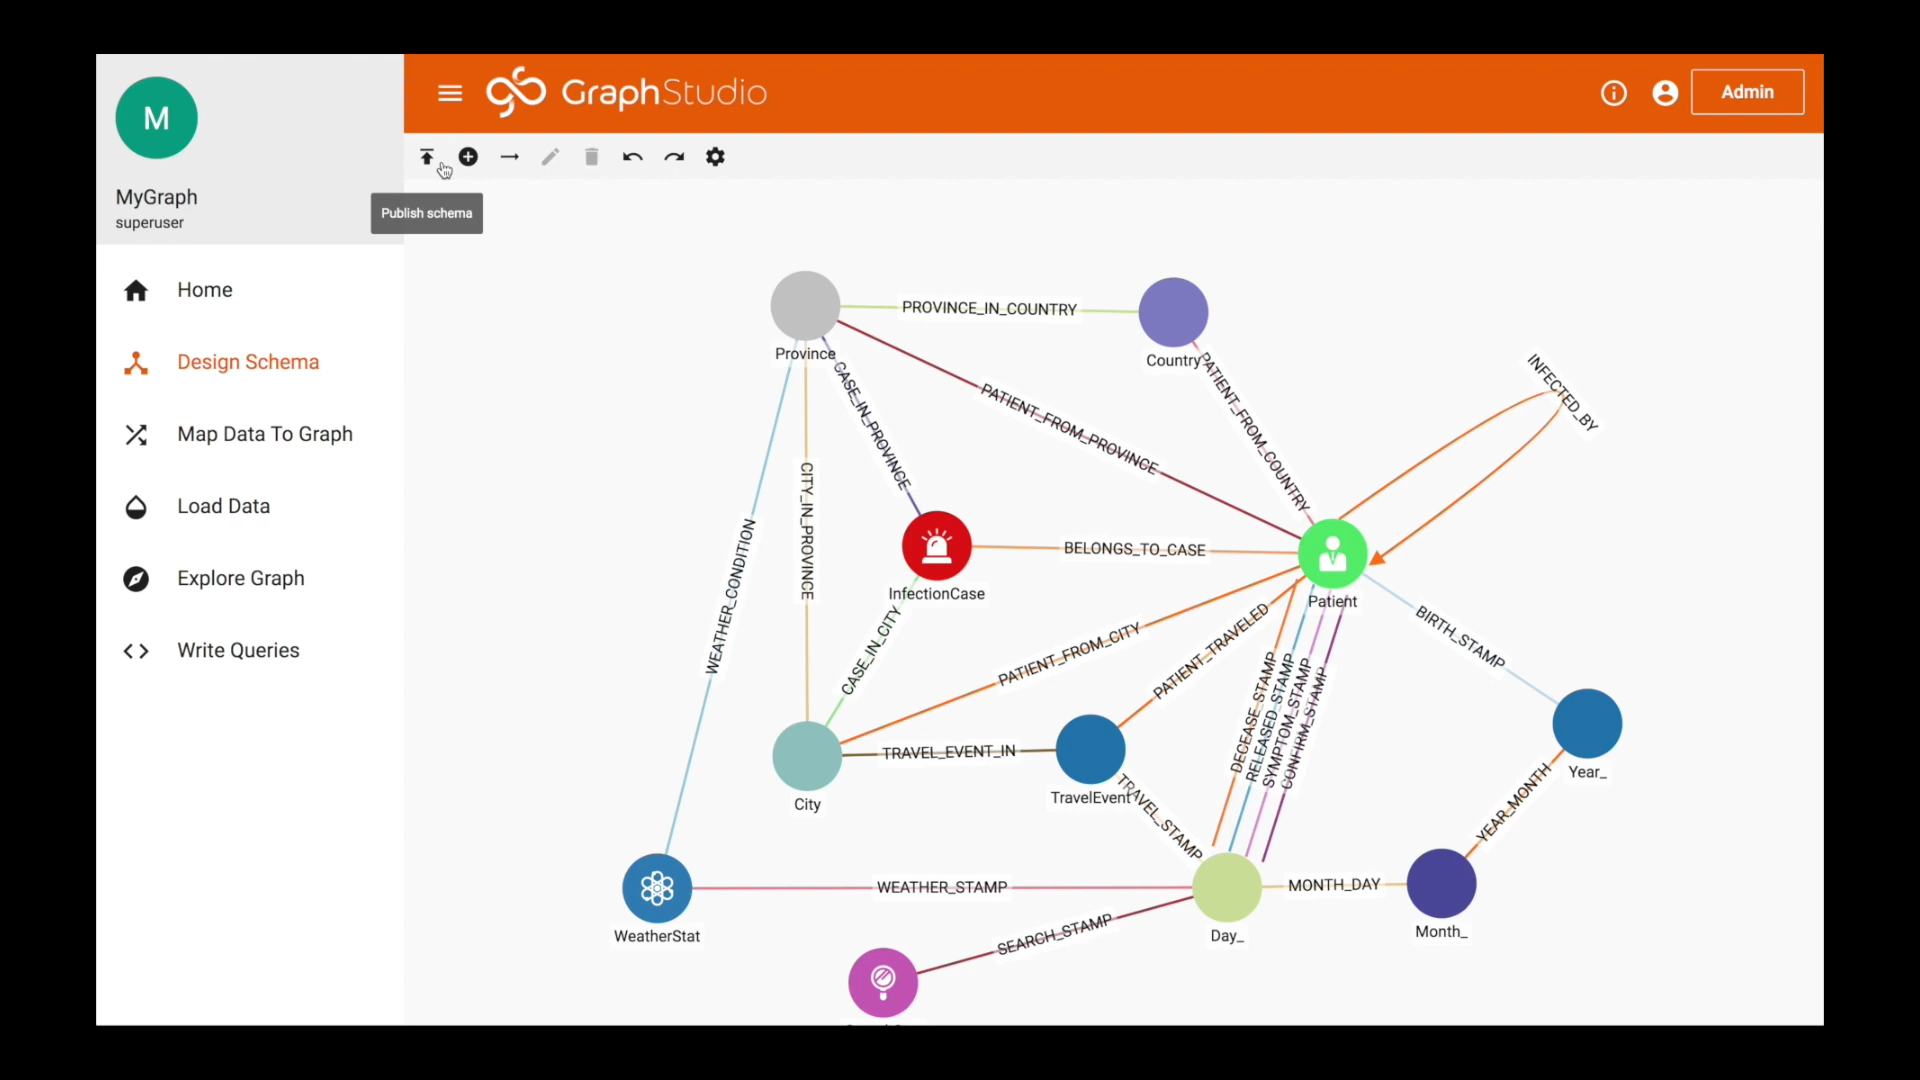 M
GraphStudio
Admin
MyGraph
superuser
Publish schema
Home
Design Schema
Map Data To Graph
Load Data
Explore Graph
Write Queries
PROVINCE_IN_COUNTRY
Province
Country
CASE_IN_PROVINCE
PATIENT_FROM_PROVINCE
PATIENT_FROM_COUNTRY
INFECTED_BY
CITY_IN_PROVINCE
WEATHER_CONDITION
BELONGS_TO_CASE
InfectionCase
Patient
CASE_IN_CITY
PATIENT_FROM_CITY
PATIENT_TRAVELED
BIRTH_STAMP
DECEASE_STAMP
RELEASED_STAMP
SYMPTOM_STAMP
CONFIRM_STAMP
TRAVEL_EVENT_IN
City
TravelEvent
TRAVEL_STAMP
Year_
YEAR_MONTH
WEATHER_STAMP
MONTH_DAY
WeatherStat
Day_
Month_
SEARCH_STAMP